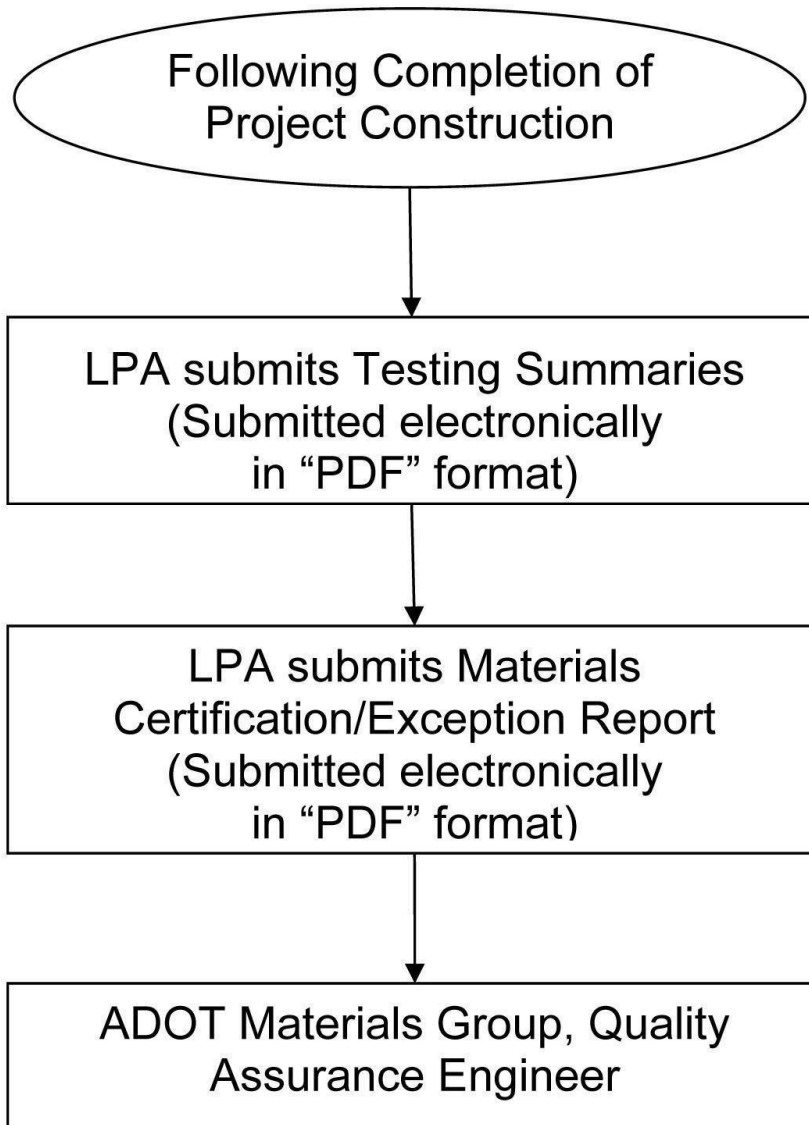 Following Completion of
Project Construction
LPA submits Testing Summaries
(Submitted electronically
in “PDF” format)
LPA submits Materials
Certification/Exception Report
(Submitted electronically
in “PDF” format)
ADOT Materials Group, Quality
Assurance Engineer